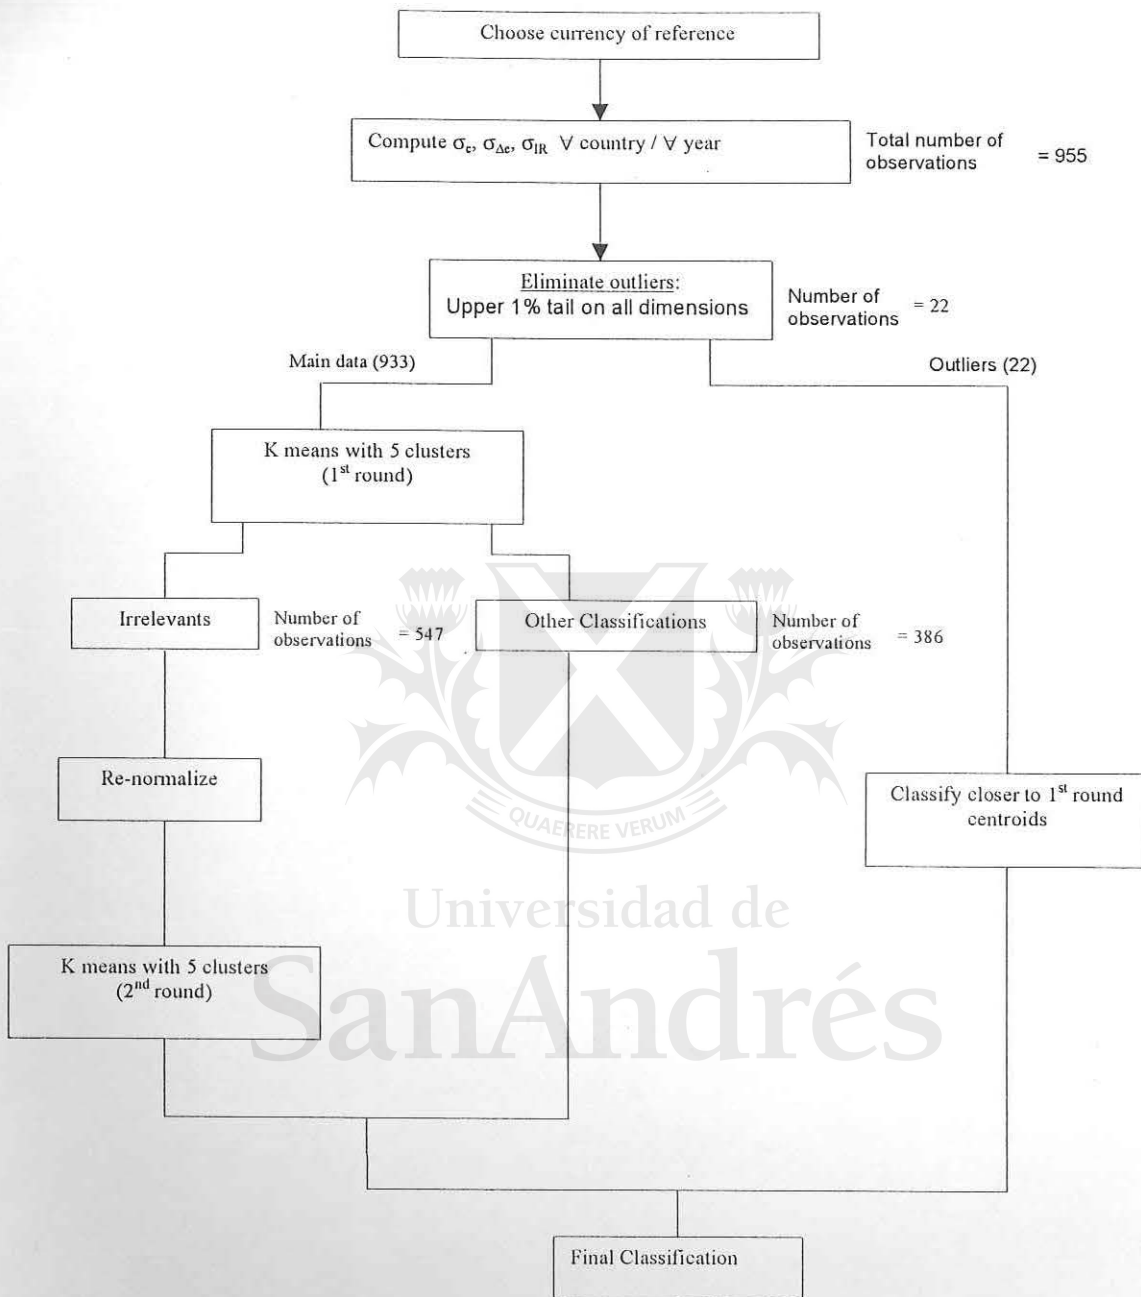 Choose currency of reference
Compute σe, σΔe, σIR ∀ country / ∀ year
Total number of
observations = 955
Eliminate outliers:
Upper 1% tail on all dimensions
Number of
observations = 22
Main data (933)
Outliers (22)
K means with 5 clusters
(1st round)
Irrelevants
Number of
observations = 547
Other Classifications
Number of
observations = 386
Re-normalize
Classify closer to 1st round
centroids
QUAERERE VERUM
Universidad de
SanAndrés
K means with 5 clusters
(2nd round)
Final Classification